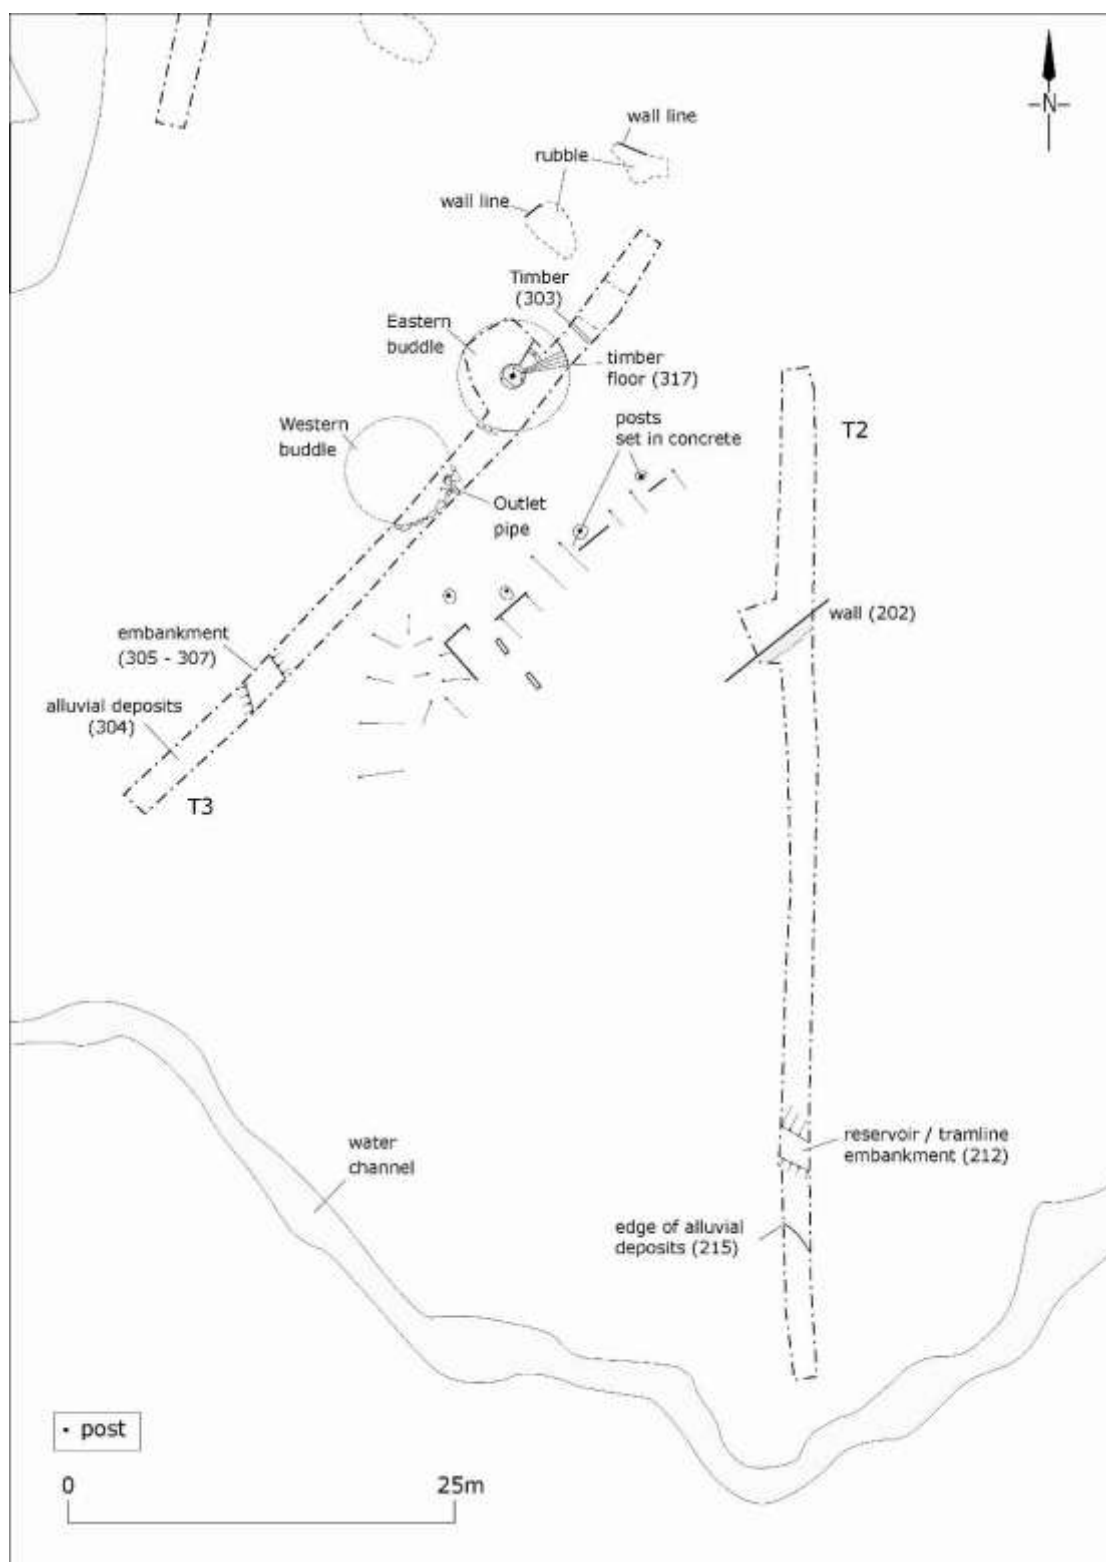 N
wall line
rubble
wall line
Timber
(303)
Eastern
buddle
timber
floor (317)
posts
set in concrete
T2
Western
buddle
Outlet
pipe
wall (202)
embankment
(305 - 307)
alluvial deposits
(304)
T3
reservoir / tramline
embankment (212)
water
channel
edge of alluvial
deposits (215)
post
0 25m